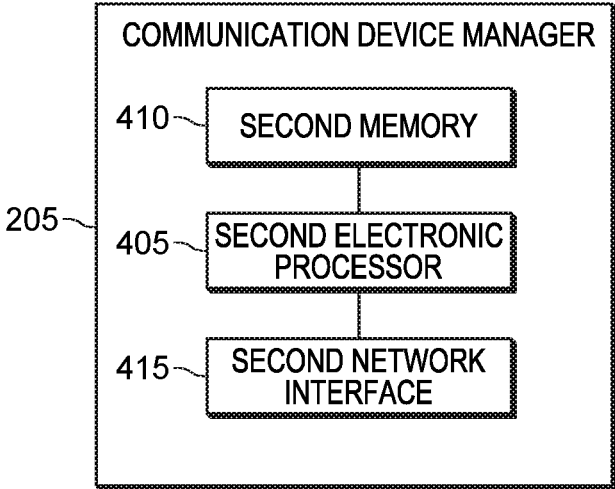 COMMUNICATION DEVICE MANAGER
410
SECOND MEMORY
205
405
SECOND ELECTRONIC
PROCESSOR
415
SECOND NETWORK
INTERFACE